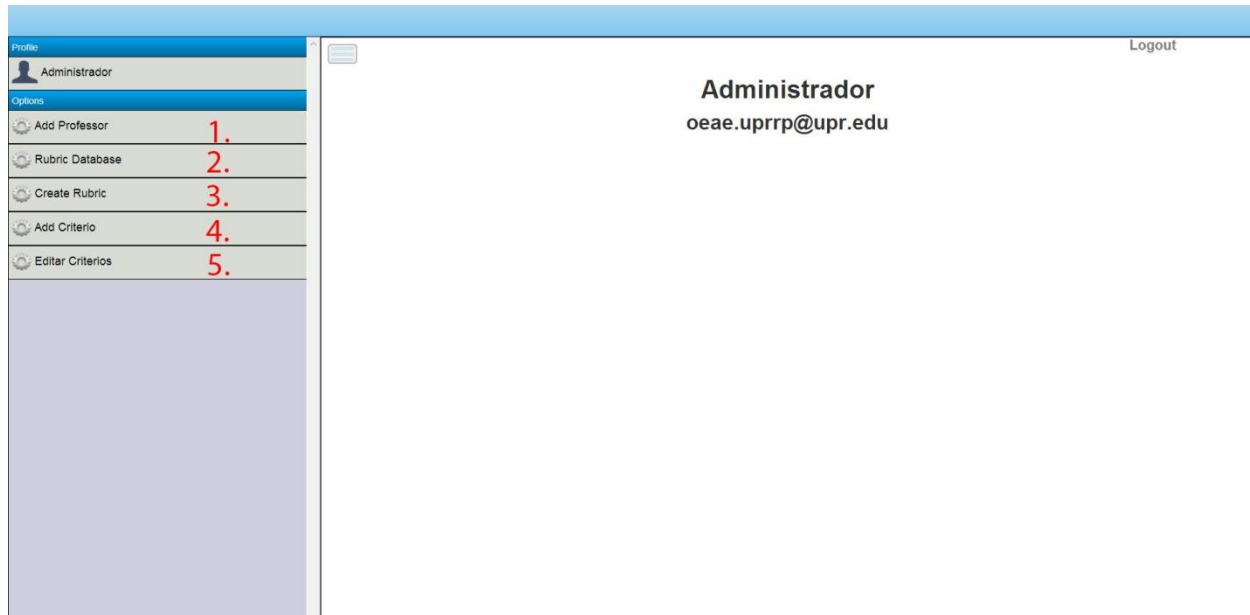 Profile
Administrador
Options
Add Professor 1.
Rubric Database 2.
Create Rubric 3.
Add Criterio 4.
Editar Criterios 5.
Logout
Administrador
oeae.uprrp@upr.edu